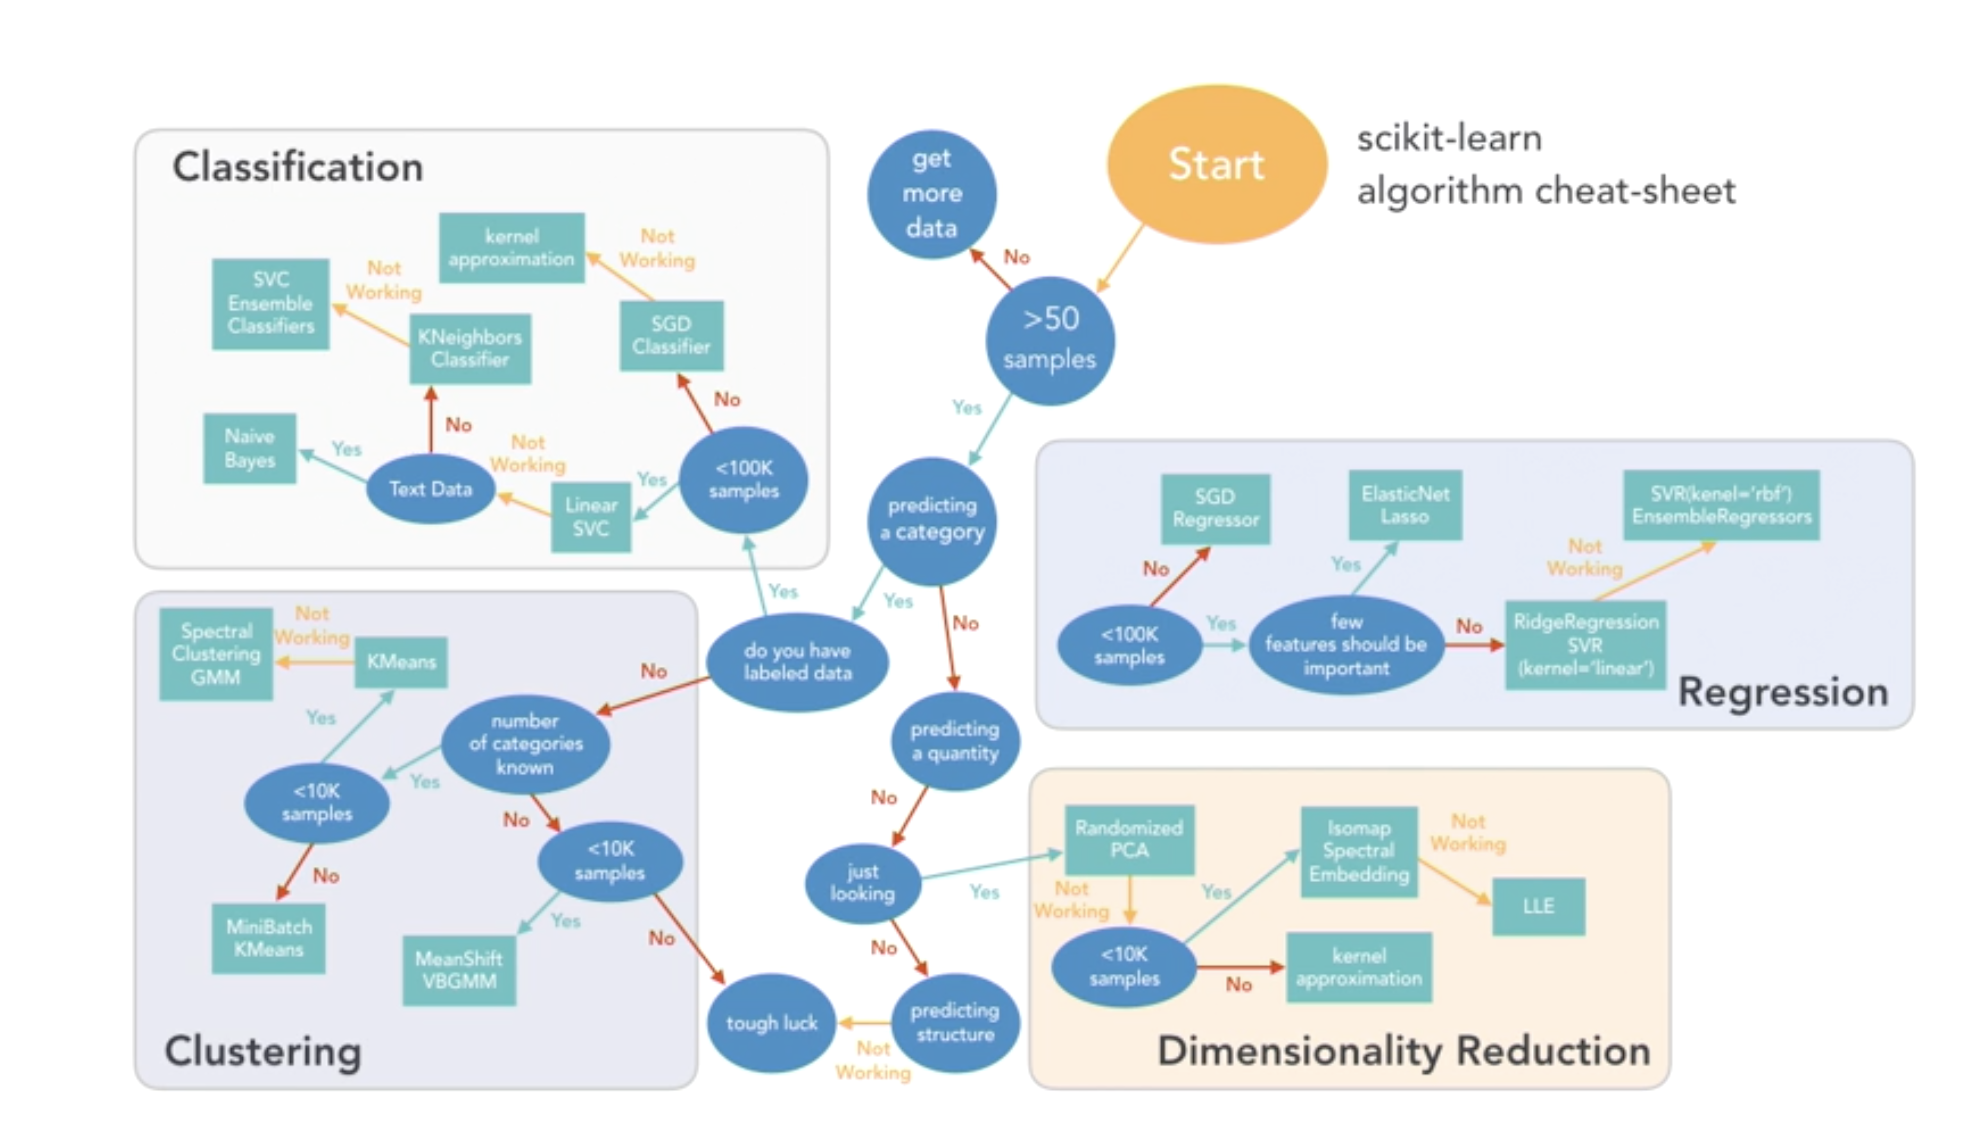 Start
scikit-learn
algorithm cheat-sheet
get
more
data
No
>50
samples
Yes
predicting
a category
Yes
No
do you have
labeled data
Yes
No
predicting
a quantity
No
just
looking
Yes
No
predicting
structure
Not
Working
tough luck
Classification
kernel
approximation
Not
Working
SVC
Ensemble
Classifiers
Not
Working
KNeighbors
Classifier
SGD
Classifier
No
No
Naive
Bayes
Yes
Text Data
Not
Working
Linear
SVC
Yes
<100K
samples
Clustering
Spectral
Clustering
GMM
Not
Working
KMeans
Yes
number
of categories
known
Yes
<10K
samples
No
No
<10K
samples
MiniBatch
KMeans
Yes
No
MeanShift
VBGMM
Regression
SGD
Regressor
ElasticNet
Lasso
SVR(kenel='rbf')
EnsembleRegressors
No
Yes
Not
Working
<100K
samples
Yes
few
features should be
important
No
RidgeRegression
SVR
(kernel='linear')
Dimensionality Reduction
Randomized
PCA
Not
Working
Isomap
Spectral
Embedding
Not
Working
Yes
LLE
<10K
samples
No
kernel
approximation